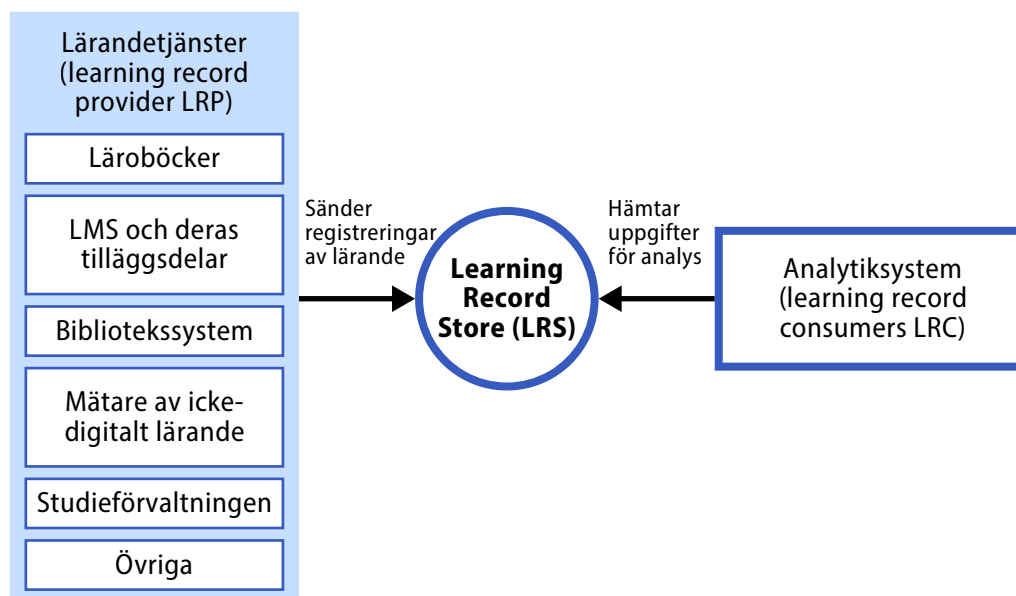 Lärandetjänster
(learning record
provider LRP)
Läroböcker
LMS och deras
tilläggsdelar
Bibliotekssystem
Mätare av icke-
digitalt lärande
Studieförvaltningen
Övriga
Sänder
registreringar
av lärande
Learning
Record
Store (LRS)
Hämtar
uppgifter
för analys
Analytiksystem
(learning record
consumers LRC)